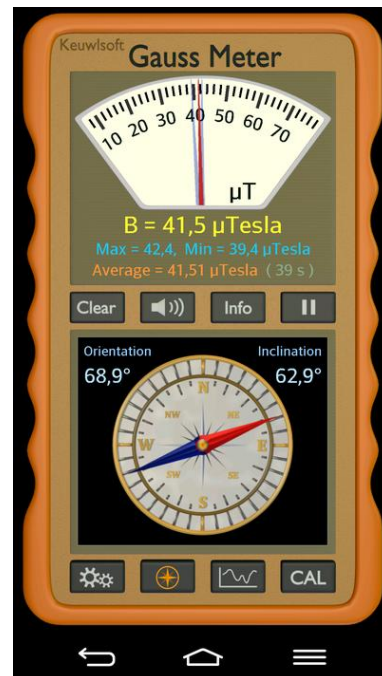 Keuwlsoft
Gauss Meter
10 20 30 40 50 60 70
µT
B = 41,5 µTesla
Max = 42,4, Min = 39,4 µTesla
Average = 41,51 µTesla ( 39 s )
Clear
Info
Orientation
Inclination
68,9°
62,9°
N
NW
NE
W
E
SW
SE
S
CAL